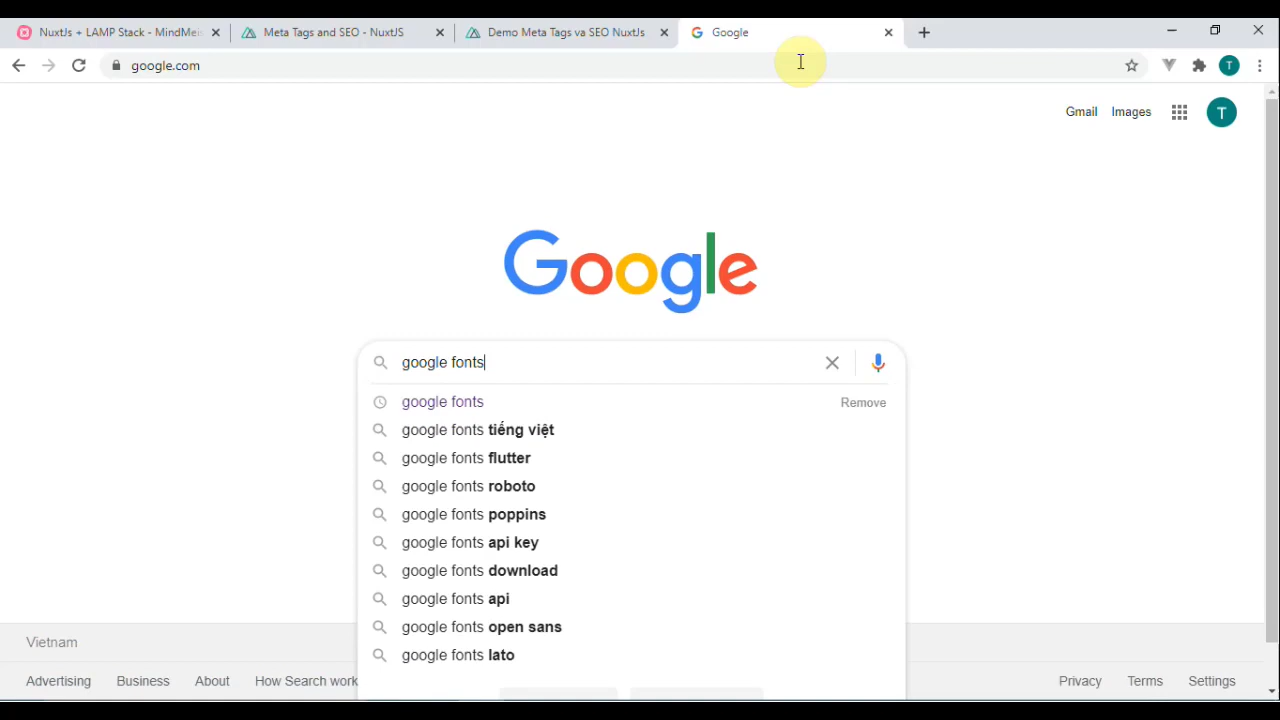 NuxtJs + LAMP Stack - MindMeis
Meta Tags and SEO - NuxtJS
Demo Meta Tags va SEO NuxtJs
Google
google.com
T
Gmail
Images
T
Google
google fonts
google fonts
Remove
google fonts tiếng việt
google fonts flutter
google fonts roboto
google fonts poppins
google fonts api key
google fonts download
google fonts api
google fonts open sans
google fonts lato
Vietnam
Advertising
Business
About
How Search work
Privacy
Terms
Settings